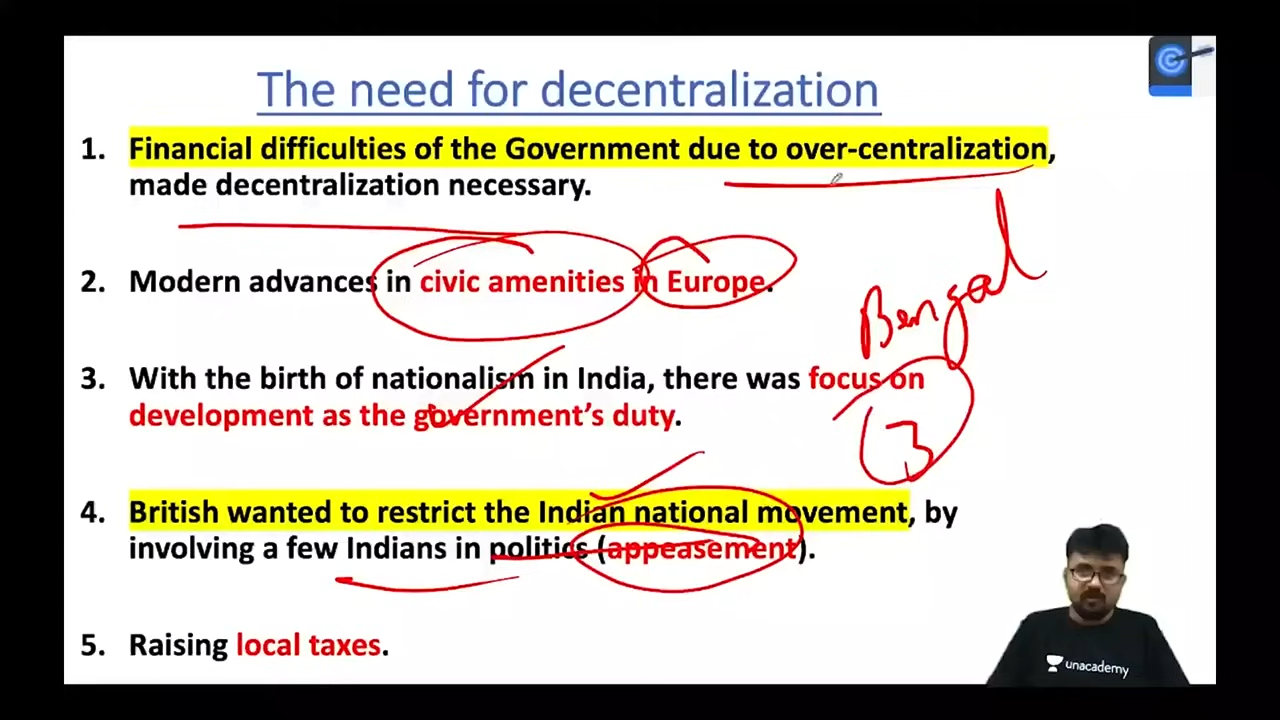 The need for decentralization
1. Financial difficulties of the Government due to over-centralization,
made decentralization necessary.
2. Modern advances in civic amenities in Europe.
Bengal
3. With the birth of nationalism in India, there was focus on
development as the government's duty.
3
4. British wanted to restrict the Indian national movement, by
involving a few Indians in politics (appeasement).
5. Raising local taxes.
unacademy